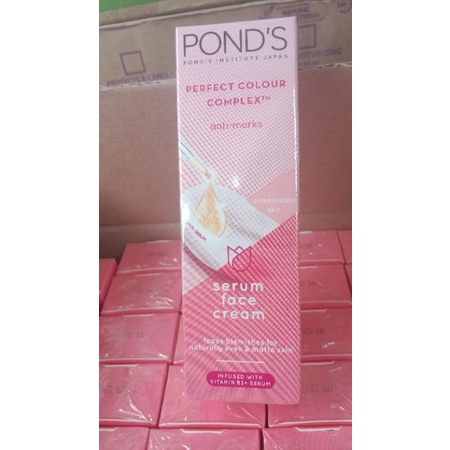 POND'S
POND'S INSTITUTE JAPAN
PERFECT COLOUR
COMPLEX™
anti-marks
combination
skin
serum
face
cream
fades blemishes for
naturally even & matte skin
INFUSED WITH
VITAMIN B3+ SERUM